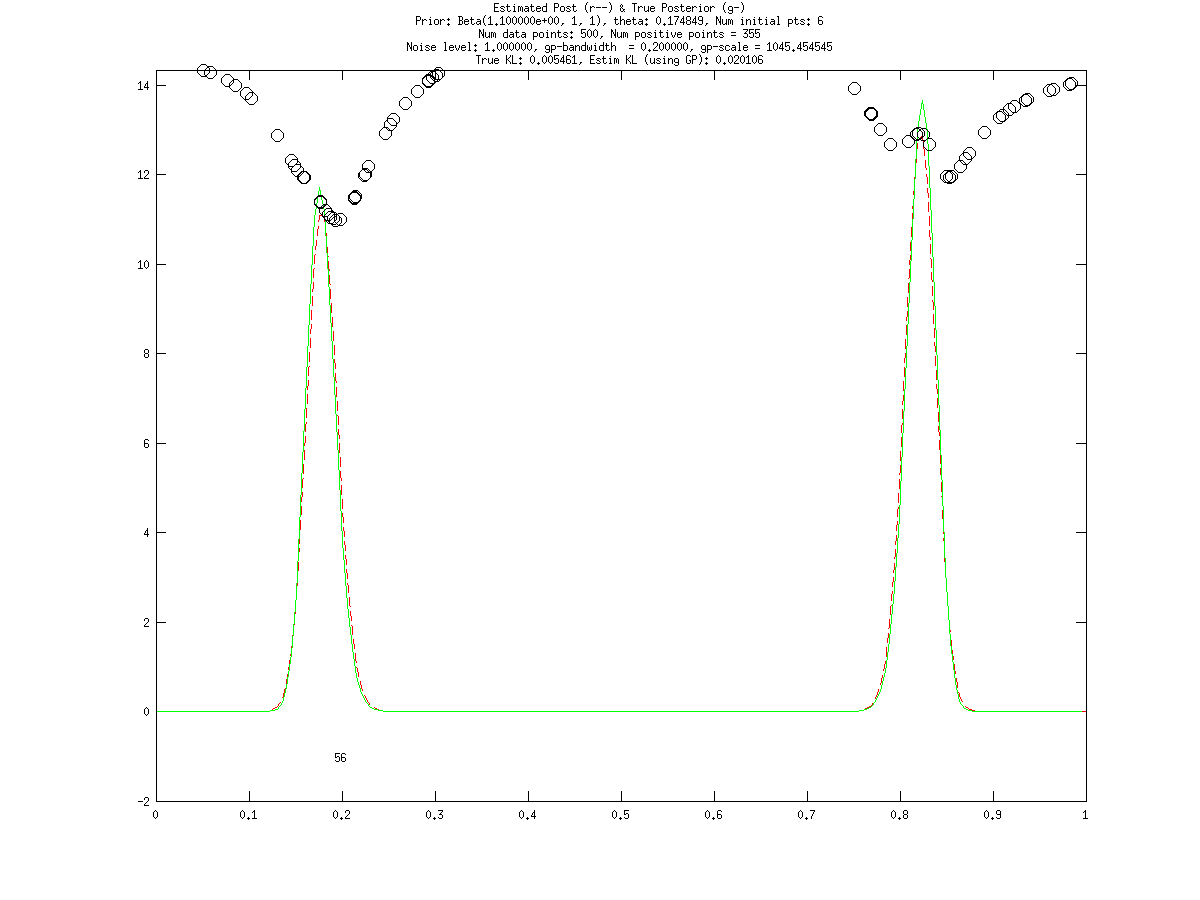 Estimated Post (r--) & True Posterior (g-)
Prior: Beta(1.100000e+00, 1, 1), theta: 0.174849, Num initial pts: 6
Num data points: 500, Num positive points = 355
Noise level: 1.000000, gp-bandwidth  = 0.200000, gp-scale = 1045.454545
True KL: 0.005461, Estim KL (using GP): 0.020106
14
12
10
8
6
4
2
0
56
-2
0 0.1 0.2 0.3 0.4 0.5 0.6 0.7 0.8 0.9 1